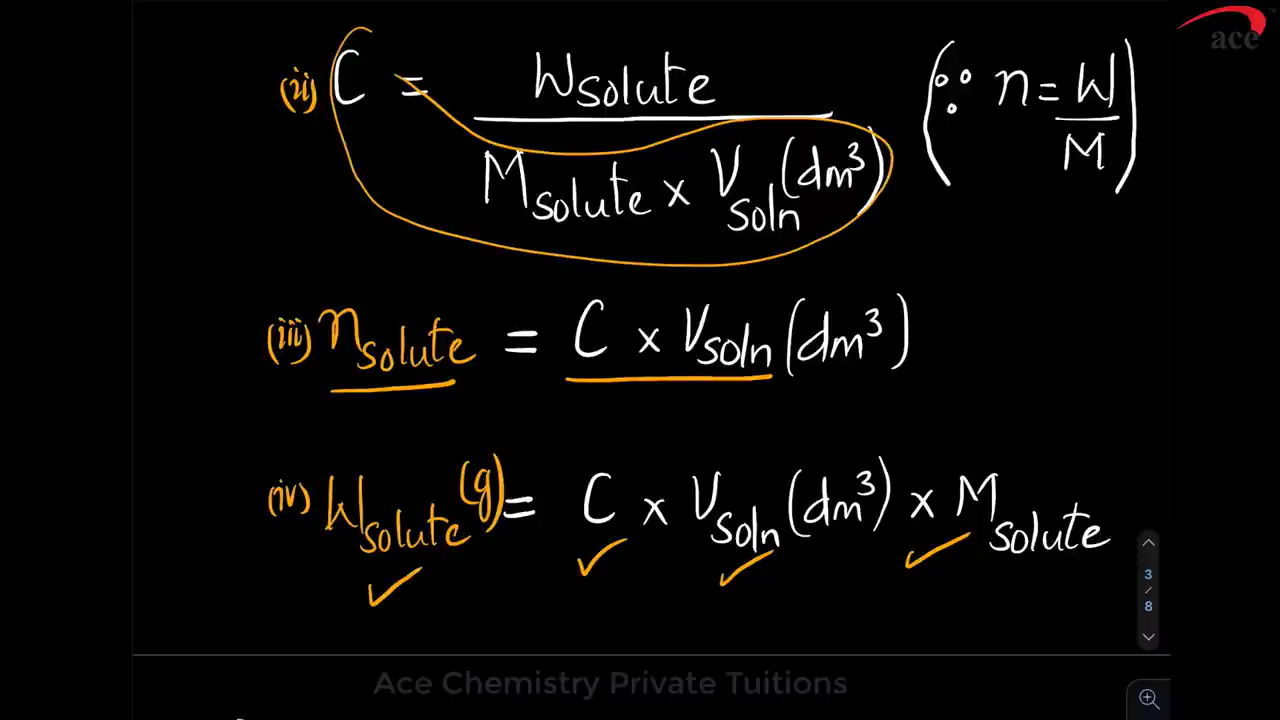 ace
(ii) C = Wsolute / Msolute × Vsoln (dm³) (∵ n = W/M)
(iii) nsolute = C × Vsoln (dm³)
(iv) Wsolute (g) = C × Vsoln (dm³) × Msolute
3
/
8
Ace Chemistry Private Tuitions